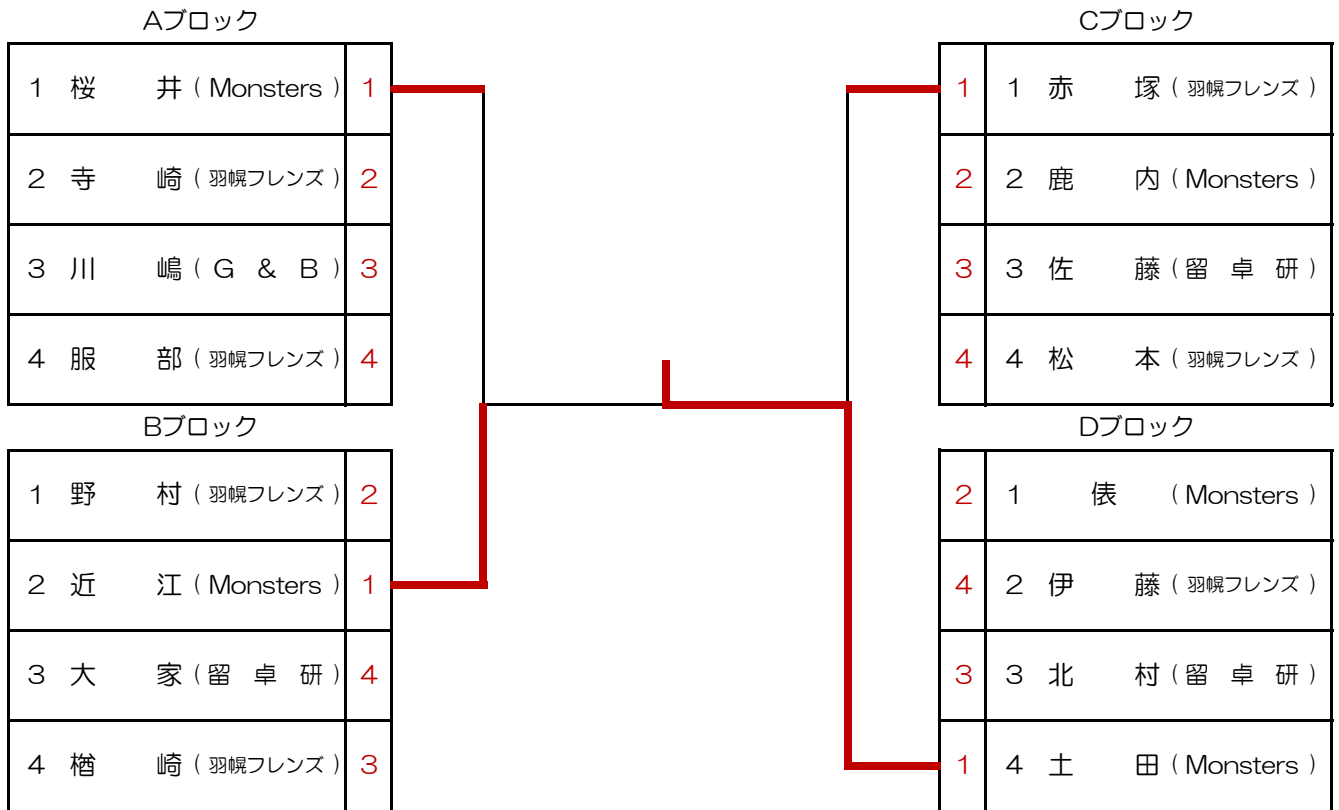 Aブロック
1 桜 井 ( Monsters ) 1
2 寺 崎 ( 羽幌フレンズ ) 2
3 川 嶋 ( G & B ) 3
4 服 部 ( 羽幌フレンズ ) 4
Bブロック
1 野 村 ( 羽幌フレンズ ) 2
2 近 江 ( Monsters ) 1
3 大 家 ( 留 卓 研 ) 4
4 楢 崎 ( 羽幌フレンズ ) 3
Cブロック
1 1 赤 塚 ( 羽幌フレンズ )
2 2 鹿 内 ( Monsters )
3 3 佐 藤 ( 留 卓 研 )
4 4 松 本 ( 羽幌フレンズ )
Dブロック
2 1 俵 ( Monsters )
4 2 伊 藤 ( 羽幌フレンズ )
3 3 北 村 ( 留 卓 研 )
1 4 土 田 ( Monsters )